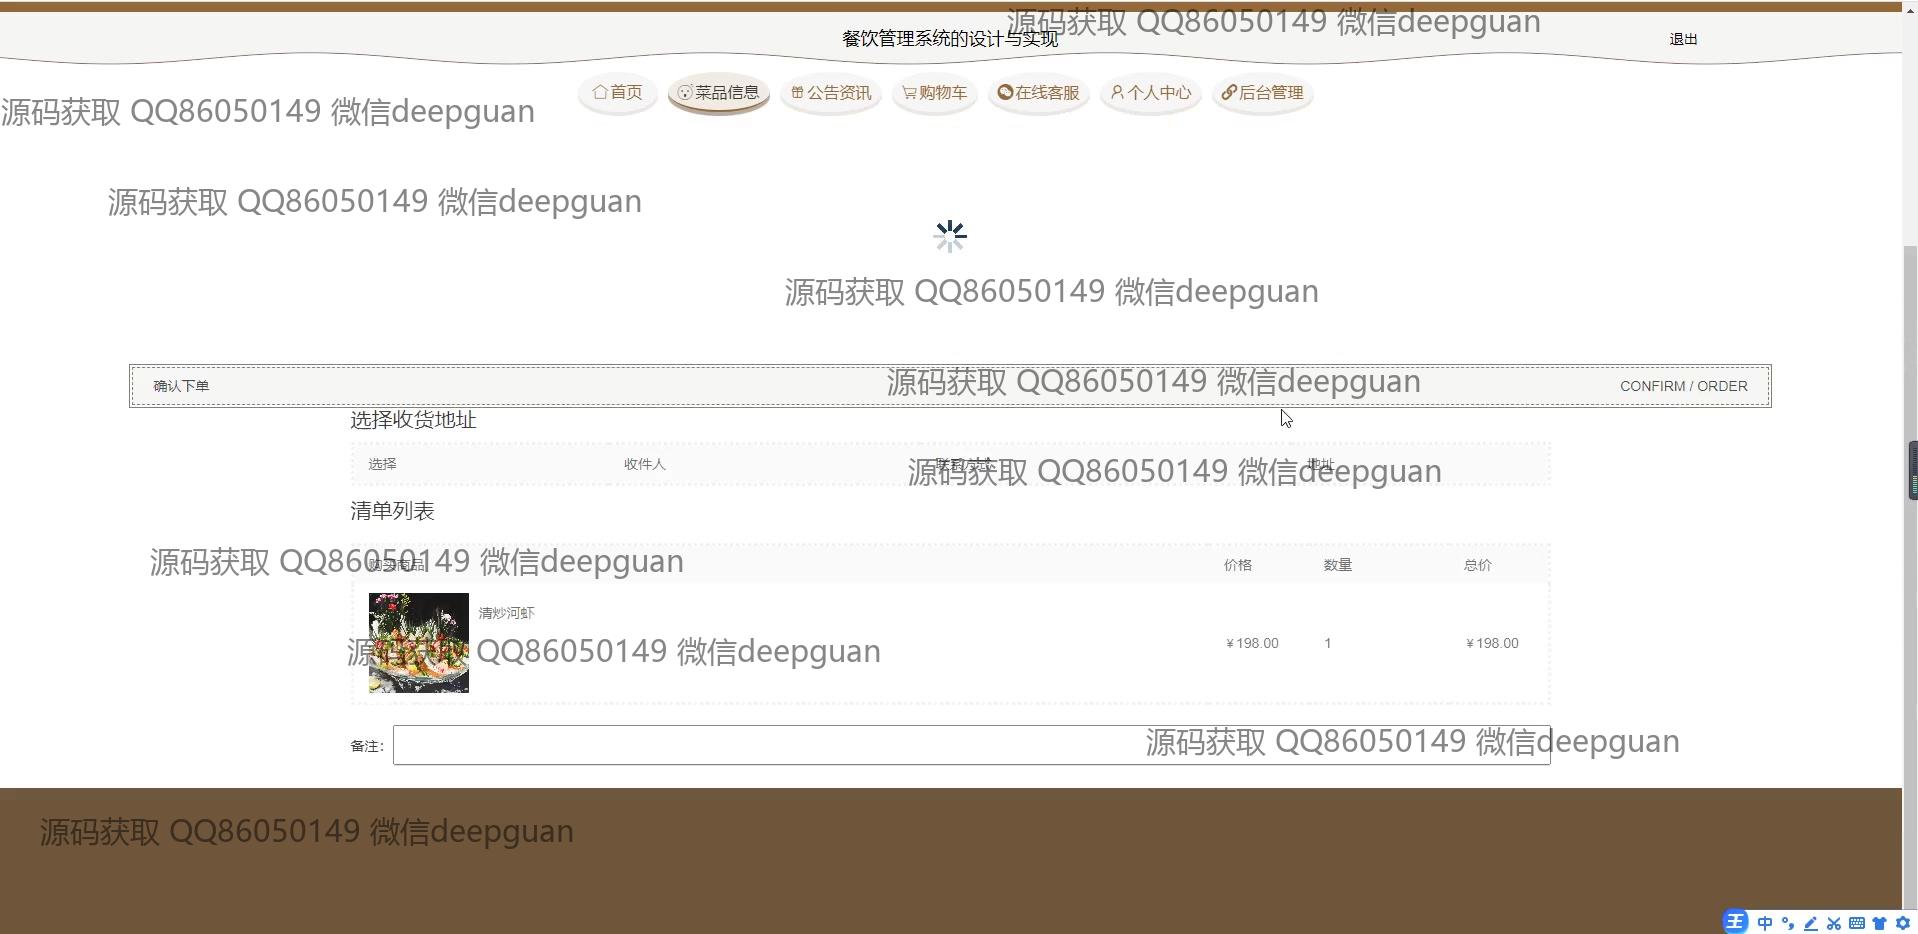 源码获取 QQ86050149 微信deepguan
餐饮管理系统的设计与实现
退出
首页 菜品信息 公告资讯 购物车 在线客服 个人中心 后台管理
源码获取 QQ86050149 微信deepguan
源码获取 QQ86050149 微信deepguan
源码获取 QQ86050149 微信deepguan
确认下单 源码获取 QQ86050149 微信deepguan CONFIRM / ORDER
选择收货地址
选择 收件人 联系方式 地址
源码获取 QQ86050149 微信deepguan
清单列表
源码获取 QQ86050149 微信deepguan
购买商品 价格 数量 总价
清炒河虾
￥198.00 1 ￥198.00
源码获取 QQ86050149 微信deepguan
备注：
源码获取 QQ86050149 微信deepguan
源码获取 QQ86050149 微信deepguan
王 中